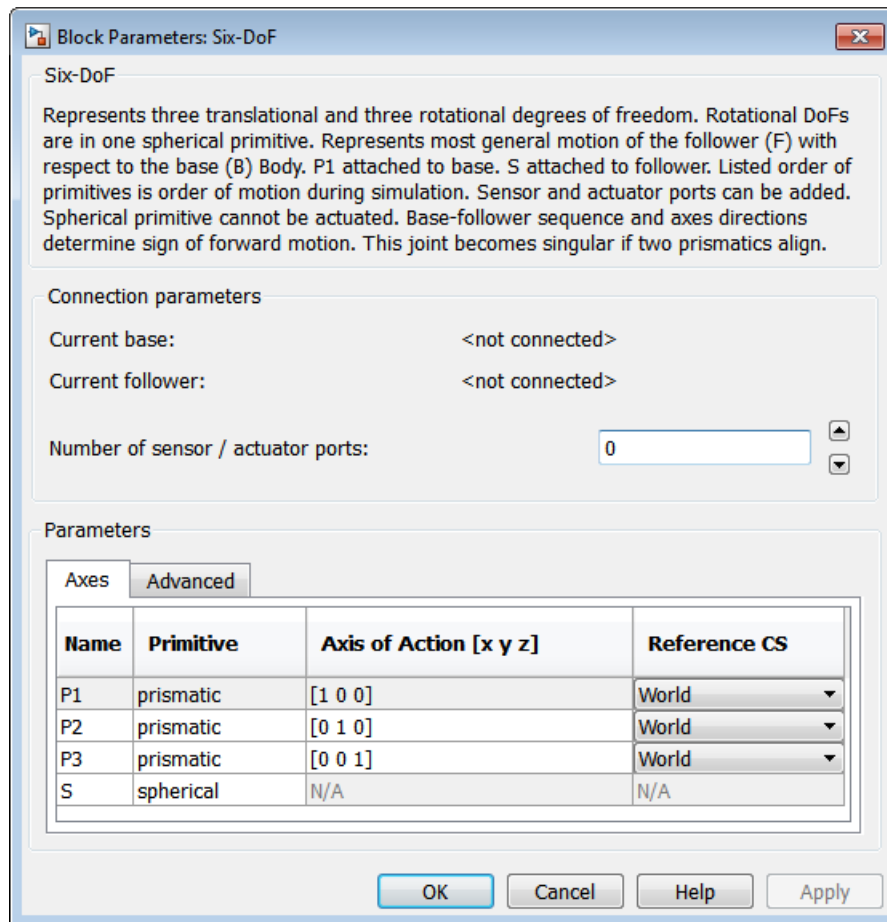 Block Parameters: Six-DoF
Six-DoF
Represents three translational and three rotational degrees of freedom. Rotational DoFs
are in one spherical primitive. Represents most general motion of the follower (F) with
respect to the base (B) Body. P1 attached to base. S attached to follower. Listed order of
primitives is order of motion during simulation. Sensor and actuator ports can be added.
Spherical primitive cannot be actuated. Base-follower sequence and axes directions
determine sign of forward motion. This joint becomes singular if two prismatics align.
Connection parameters
Current base: <not connected>
Current follower: <not connected>
Number of sensor / actuator ports: 0
Parameters
Axes Advanced
Name Primitive Axis of Action [x y z] Reference CS
P1 prismatic [1 0 0] World
P2 prismatic [0 1 0] World
P3 prismatic [0 0 1] World
S spherical N/A N/A
OK Cancel Help Apply